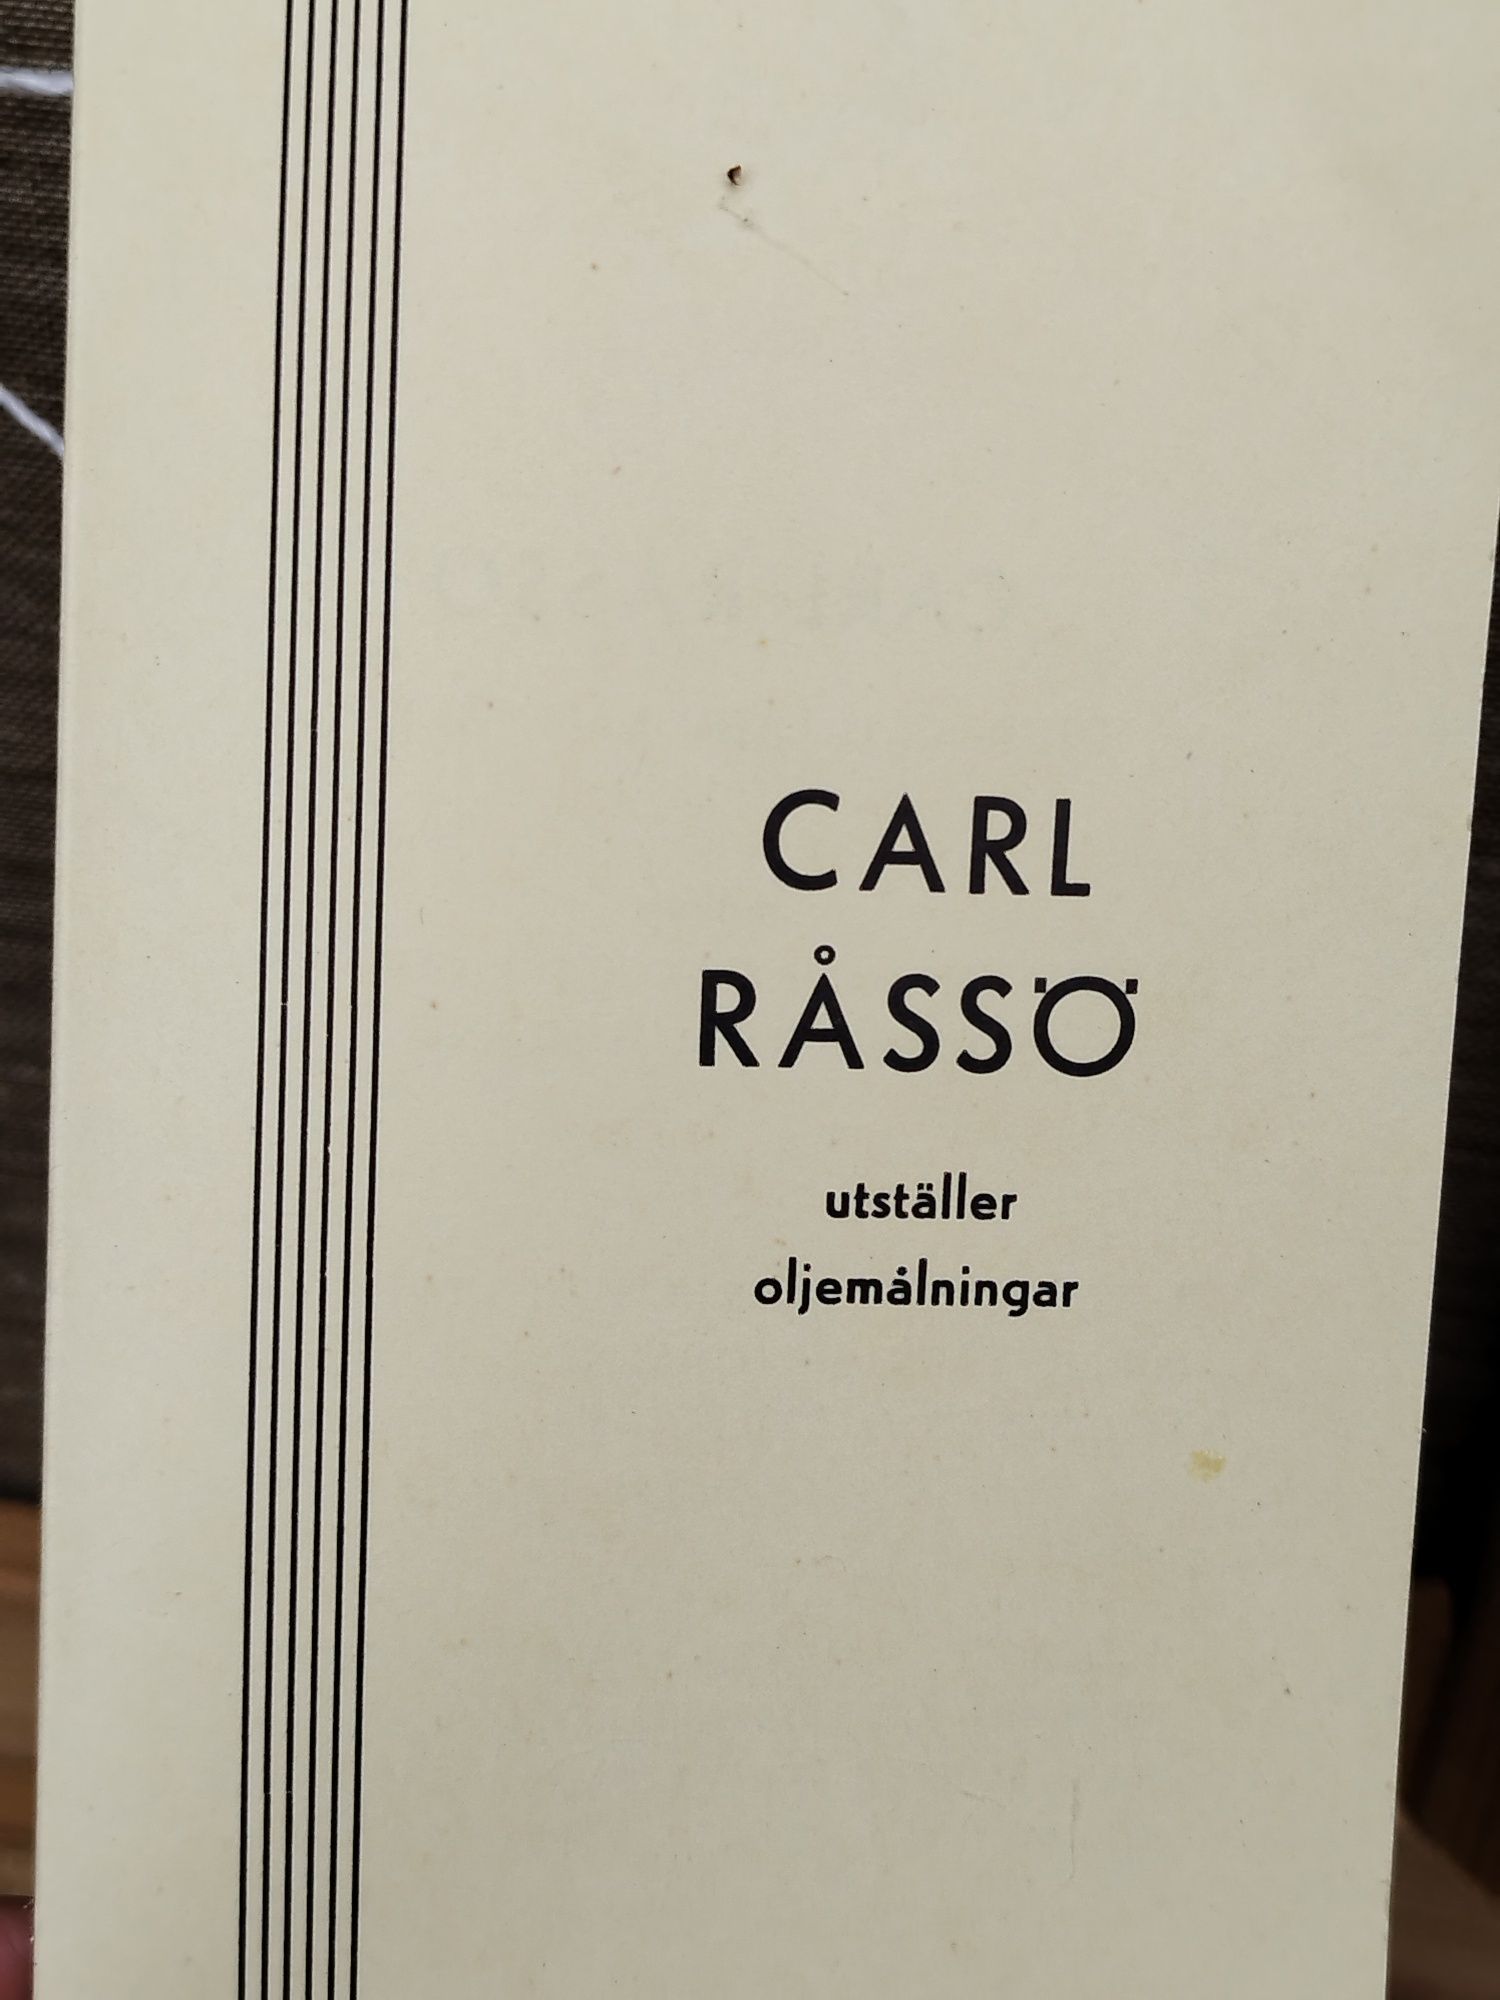 CARL
RÅSSÖ
utställer
oljemålningar